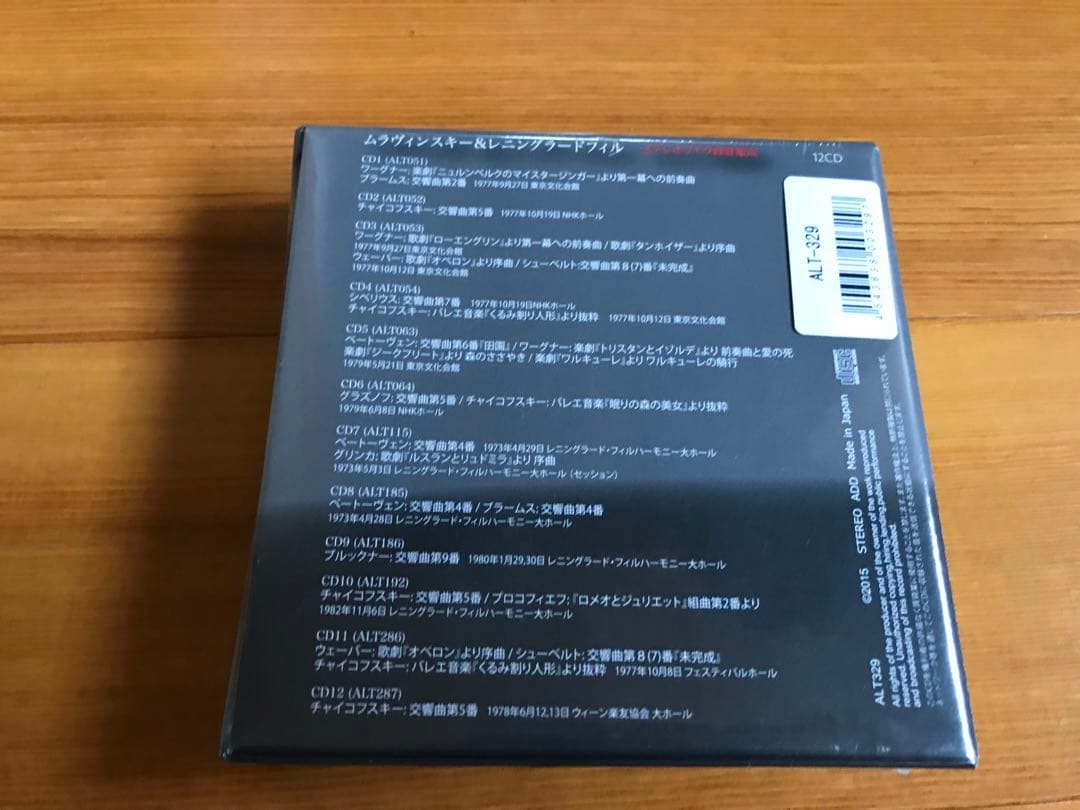 ムラヴィンスキー&レニングラードフィル
12CD
CD1 (ALT051)
ワーグナー: 楽劇『ニュルンベルクのマイスタージンガー』より第一幕への前奏曲
ブラームス: 交響曲第2番 1977年9月27日 東京文化会館
CD2 (ALT052)
チャイコフスキー: 交響曲第5番 1977年10月19日 NHKホール
CD3 (ALT053)
ワーグナー: 歌劇『ローエングリン』より第一幕への前奏曲 / 歌劇『タンホイザー』より序曲
1977年9月27日 東京文化会館
ウェーバー: 歌劇『オベロン』より序曲 / シューベルト: 交響曲第8(7)番『未完成』
1977年10月12日 東京文化会館
CD4 (ALT054)
シベリウス: 交響曲第7番 1977年10月19日NHKホール
チャイコフスキー: バレエ音楽『くるみ割り人形』より抜粋 1977年10月12日 東京文化会館
CD5 (ALT063)
ベートーヴェン: 交響曲第6番『田園』 / ワーグナー: 楽劇『トリスタンとイゾルデ』より 前奏曲と愛の死
楽劇『ジークフリート』より 森のささやき / 楽劇『ワルキューレ』より ワルキューレの騎行
1979年5月21日 東京文化会館
CD6 (ALT064)
グラズノフ: 交響曲第5番 / チャイコフスキー: バレエ音楽『眠りの森の美女』より抜粋
1979年6月8日 NHKホール
CD7 (ALT115)
ベートーヴェン: 交響曲第4番 1973年4月29日 レニングラード・フィルハーモニー大ホール
グリンカ: 歌劇『ルスランとリュドミラ』より 序曲
1973年5月3日 レニングラード・フィルハーモニー大ホール (セッション)
CD8 (ALT185)
ベートーヴェン: 交響曲第4番 / ブラームス: 交響曲第4番
1973年4月28日 レニングラード・フィルハーモニー大ホール
CD9 (ALT186)
ブルックナー: 交響曲第9番 1980年1月29,30日 レニングラード・フィルハーモニー大ホール
CD10 (ALT192)
チャイコフスキー: 交響曲第5番 / プロコフィエフ: 『ロメオとジュリエット』組曲第2番より
1982年11月6日 レニングラード・フィルハーモニー大ホール
CD11 (ALT286)
ウェーバー: 歌劇『オベロン』より序曲 / シューベルト: 交響曲第8(7)番『未完成』
チャイコフスキー: バレエ音楽『くるみ割り人形』より抜粋 1977年10月8日 フェスティバルホール
CD12 (ALT287)
チャイコフスキー: 交響曲第5番 1978年6月12,13日 ウィーン楽友協会 大ホール
ALT-329
disc
©2015 STEREO ADD Made in Japan
ALT329
All rights of the producer and of the owner of the work reproduced
reserved. Unauthorized copying,hiring,lending,public performance
and broadcasting of this record prohibited.